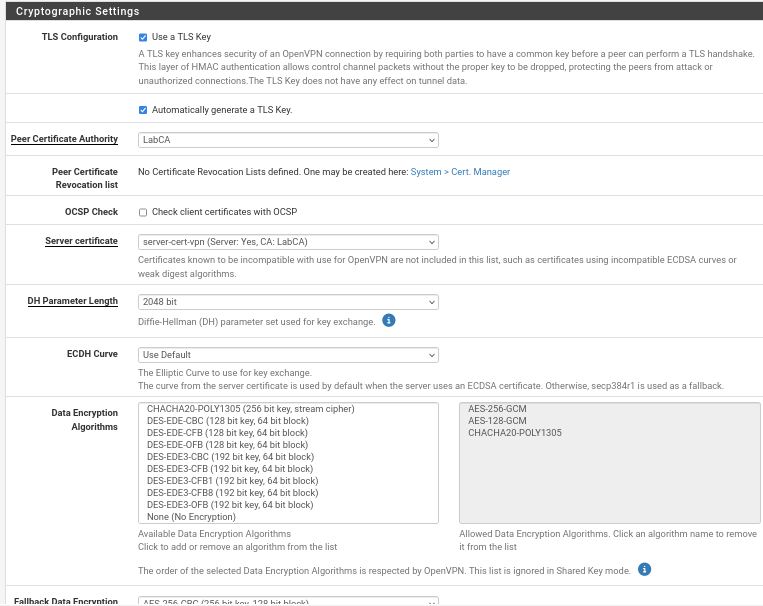 Cryptographic Settings
TLS Configuration
Use a TLS Key
A TLS key enhances security of an OpenVPN connection by requiring both parties to have a common key before a peer can perform a TLS handshake.
This layer of HMAC authentication allows control channel packets without the proper key to be dropped, protecting the peers from attack or
unauthorized connections.The TLS Key does not have any effect on tunnel data.
Automatically generate a TLS Key.
Peer Certificate Authority
LabCA
Peer Certificate
Revocation list
No Certificate Revocation Lists defined. One may be created here: System > Cert. Manager
OCSP Check
Check client certificates with OCSP
Server certificate
server-cert-vpn (Server: Yes, CA: LabCA)
Certificates known to be incompatible with use for OpenVPN are not included in this list, such as certificates using incompatible ECDSA curves or
weak digest algorithms.
DH Parameter Length
2048 bit
Diffie-Hellman (DH) parameter set used for key exchange.
ECDH Curve
Use Default
The Elliptic Curve to use for key exchange.
The curve from the server certificate is used by default when the server uses an ECDSA certificate. Otherwise, secp384r1 is used as a fallback.
Data Encryption
Algorithms
CHACHA20-POLY1305 (256 bit key, stream cipher)
DES-EDE-CBC (128 bit key, 64 bit block)
DES-EDE-CFB (128 bit key, 64 bit block)
DES-EDE-OFB (128 bit key, 64 bit block)
DES-EDE3-CBC (192 bit key, 64 bit block)
DES-EDE3-CFB (192 bit key, 64 bit block)
DES-EDE3-CFB1 (192 bit key, 64 bit block)
DES-EDE3-CFB8 (192 bit key, 64 bit block)
DES-EDE3-OFB (192 bit key, 64 bit block)
None (No Encryption)
Available Data Encryption Algorithms
Click to add or remove an algorithm from the list
AES-256-GCM
AES-128-GCM
CHACHA20-POLY1305
Allowed Data Encryption Algorithms. Click an algorithm name to remove
it from the list
The order of the selected Data Encryption Algorithms is respected by OpenVPN. This list is ignored in Shared Key mode.
Fallback Data Encryption
AES-256-CBC (256 bit key, 128 bit block)